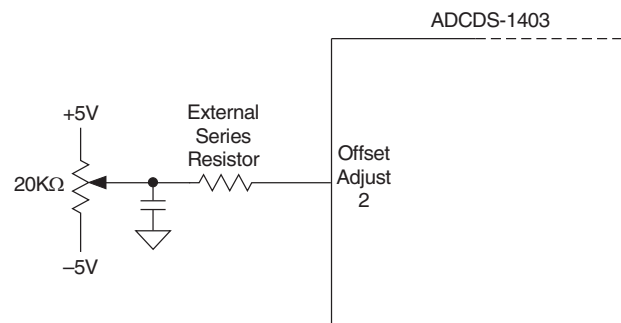 ADCDS-1403
+5V
External
Series
Resistor
20KΩ
Offset
Adjust
2
–5V